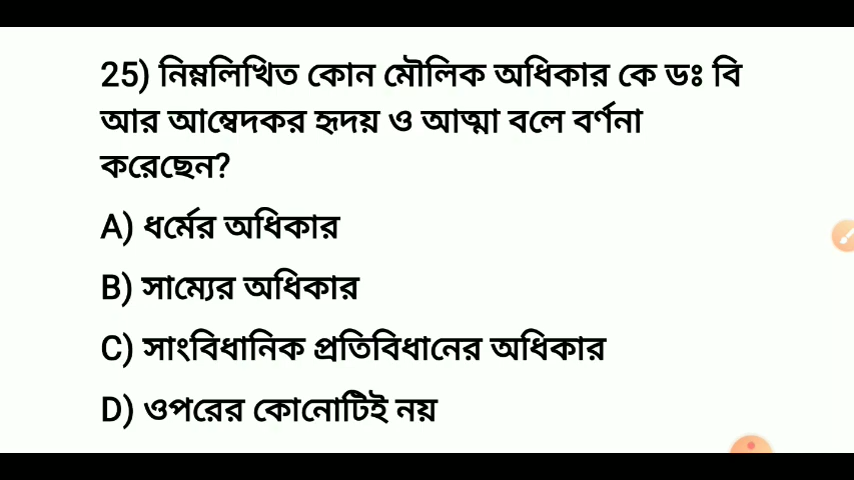 25) নিম্নলিখিত কোন মৌলিক অধিকার কে ডঃ বি
আর আম্বেদকর হৃদয় ও আত্মা বলে বর্ণনা
করেছেন?
A) ধর্মের অধিকার
B) সাম্যের অধিকার
C) সাংবিধানিক প্রতিবিধানের অধিকার
D) ওপরের কোনোটিই নয়